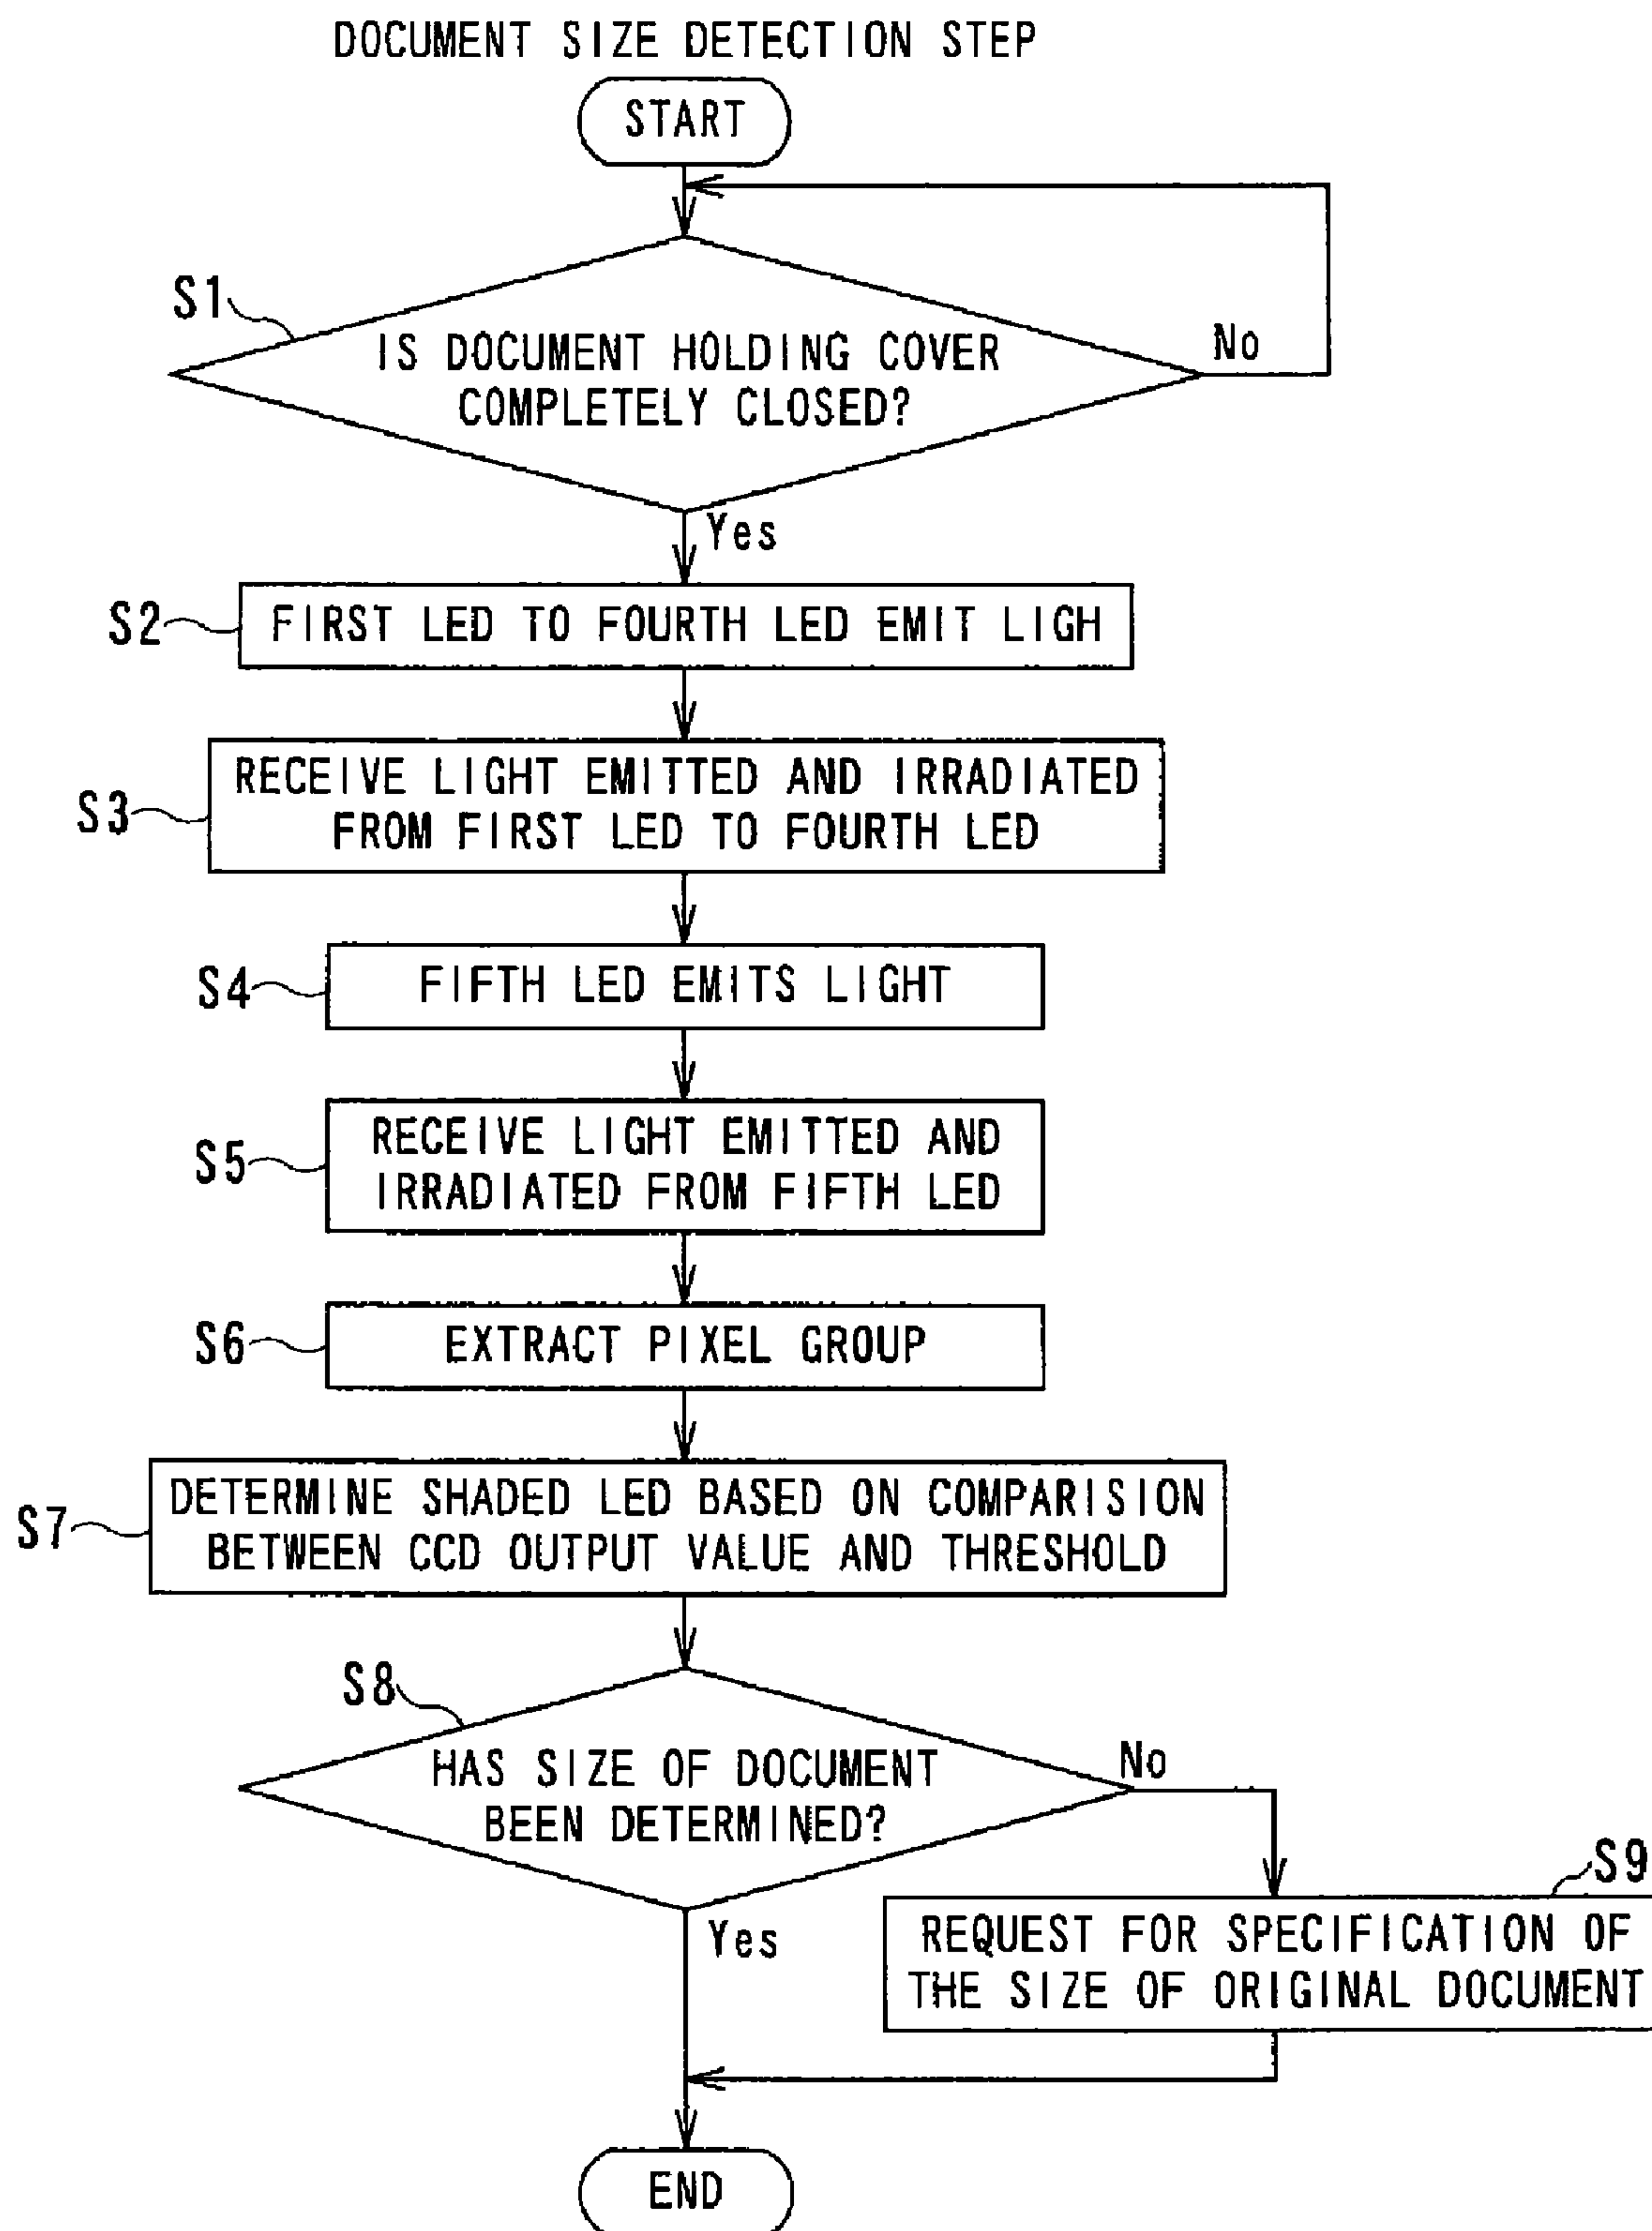 DOCUMENT SIZE DETECTION STEP
START
S1
IS DOCUMENT HOLDING COVER
COMPLETELY CLOSED?
No
Yes
S2
FIRST LED TO FOURTH LED EMIT LIGH
S3
RECEIVE LIGHT EMITTED AND IRRADIATED
FROM FIRST LED TO FOURTH LED
S4
FIFTH LED EMITS LIGHT
S5
RECEIVE LIGHT EMITTED AND
IRRADIATED FROM FIFTH LED
S6
EXTRACT PIXEL GROUP
S7
DETERMINE SHADED LED BASED ON COMPARISION
BETWEEN CCD OUTPUT VALUE AND THRESHOLD
S8
HAS SIZE OF DOCUMENT
BEEN DETERMINED?
No
Yes
S9
REQUEST FOR SPECIFICATION OF
THE SIZE OF ORIGINAL DOCUMENT
END